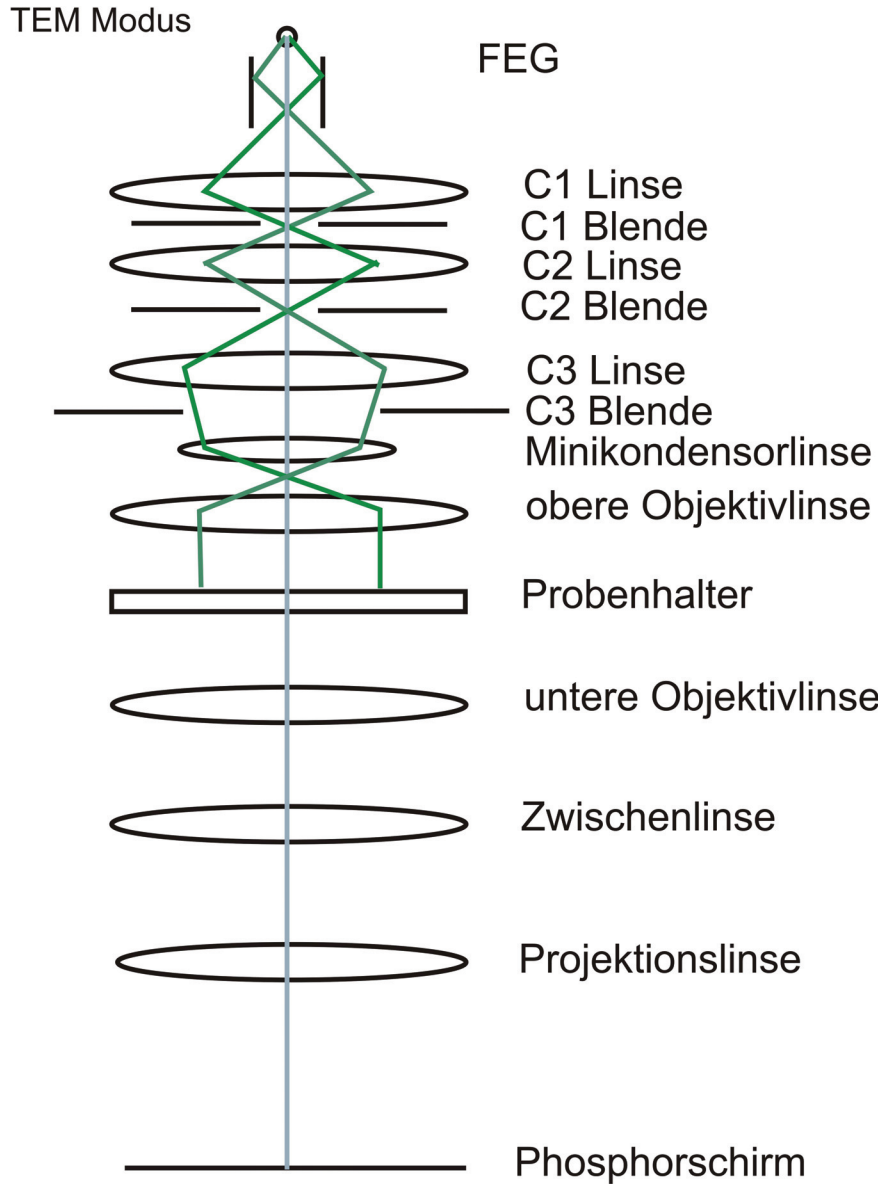 TEM Modus
FEG
C1 Linse
C1 Blende
C2 Linse
C2 Blende
C3 Linse
C3 Blende
Minikondensorlinse
obere Objektivlinse
Probenhalter
untere Objektivlinse
Zwischenlinse
Projektionslinse
Phosphorschirm